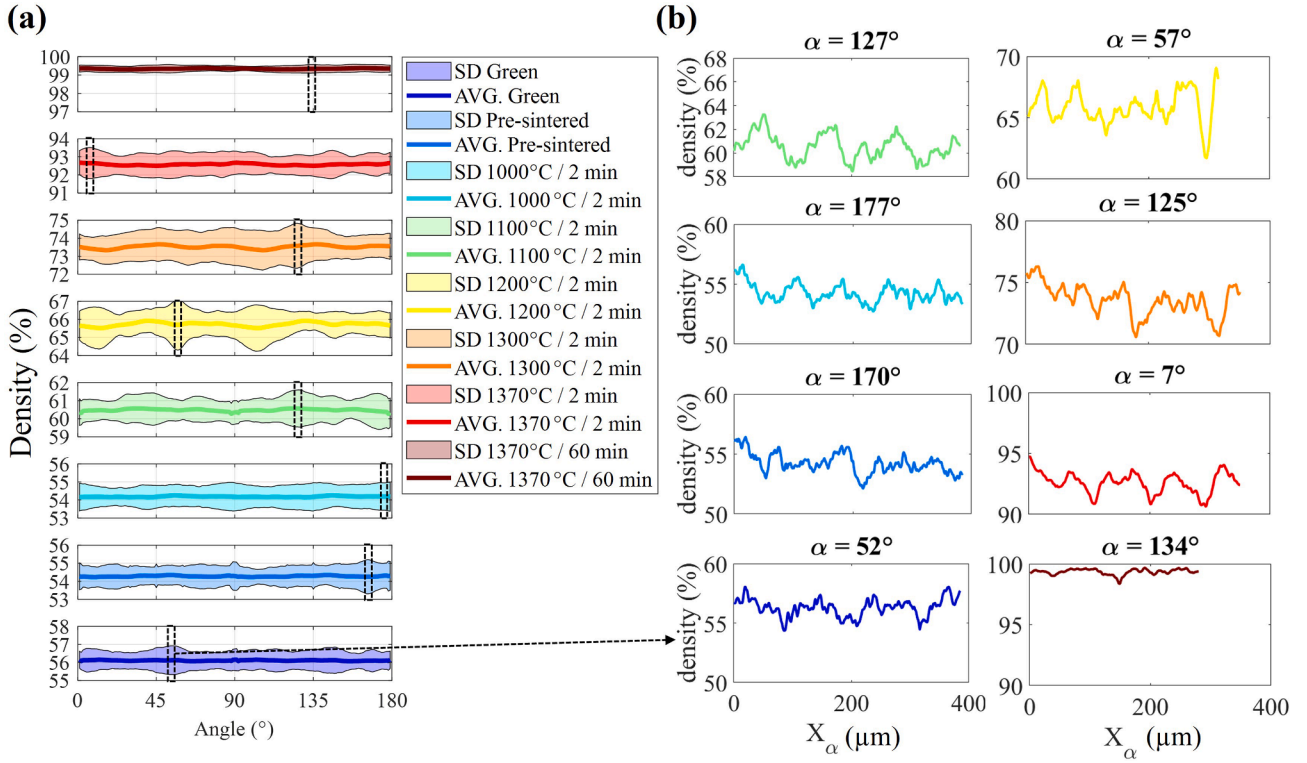 (a)
100
99
98
97
94
93
92
91
75
74
73
72
67
66
65
64
62
61
60
59
56
55
54
53
56
55
54
53
58
57
56
55
0 45 90 135 180
Angle (°)
Density (%)
SD Green
AVG. Green
SD Pre-sintered
AVG. Pre-sintered
SD 1000°C / 2 min
AVG. 1000°C / 2 min
SD 1100°C / 2 min
AVG. 1100°C / 2 min
SD 1200°C / 2 min
AVG. 1200°C / 2 min
SD 1300°C / 2 min
AVG. 1300°C / 2 min
SD 1370°C / 2 min
AVG. 1370°C / 2 min
SD 1370°C / 60 min
AVG. 1370°C / 60 min
(b)
α = 127°
density (%)
68
66
64
62
60
58
α = 57°
70
65
60
α = 177°
density (%)
60
55
50
α = 125°
80
75
70
α = 170°
density (%)
60
55
50
α = 7°
100
95
90
α = 52°
density (%)
60
55
50
0 200 400
Xα (µm)
α = 134°
100
95
90
0 200 400
Xα (µm)